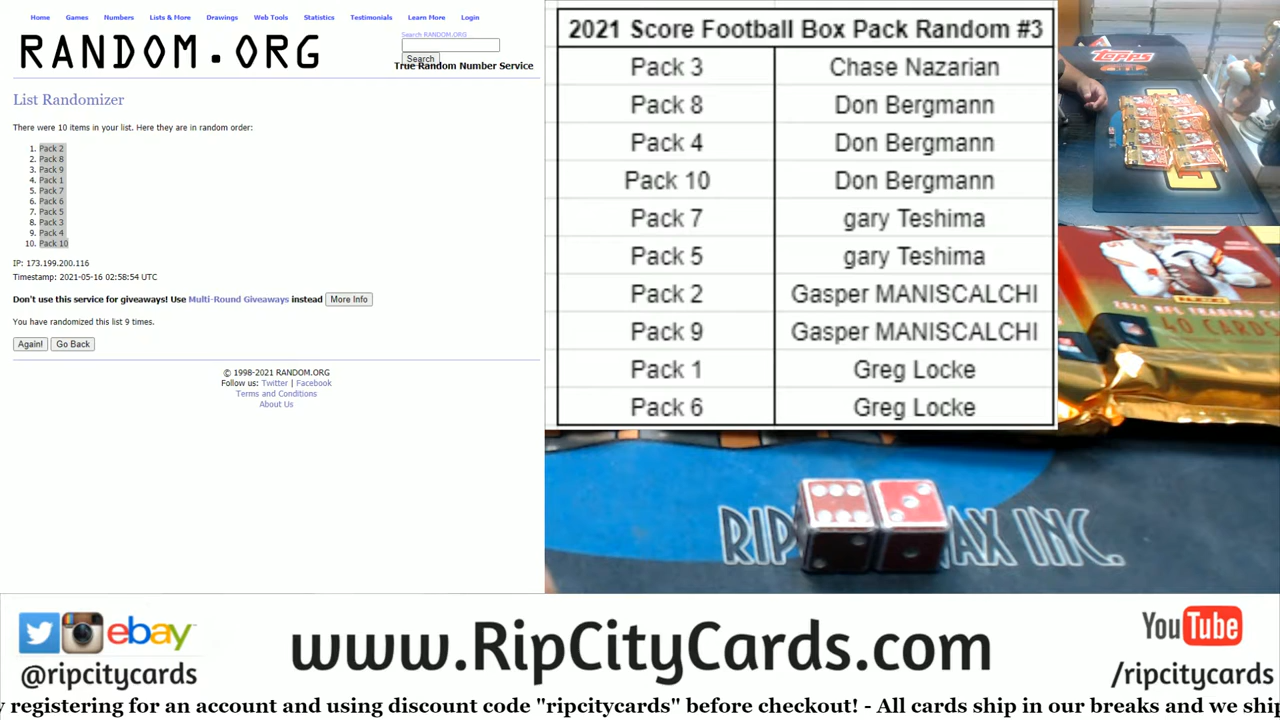 Home Games Numbers Lists & More Drawings Web Tools Statistics Testimonials Learn More Login
RANDOM.ORG
Search RANDOM.ORG
Search
True Random Number Service
List Randomizer
There were 10 items in your list. Here they are in random order:
1. Pack 2
2. Pack 8
3. Pack 9
4. Pack 1
5. Pack 7
6. Pack 6
7. Pack 5
8. Pack 3
9. Pack 4
10. Pack 10
IP: 173.199.200.116
Timestamp: 2021-05-16 02:58:54 UTC
Don't use this service for giveaways! Use Multi-Round Giveaways instead More Info
You have randomized this list 9 times.
Again! Go Back
© 1998-2021 RANDOM.ORG
Follow us: Twitter | Facebook
Terms and Conditions
About Us
2021 Score Football Box Pack Random #3
Pack 3 Chase Nazarian
Pack 8 Don Bergmann
Pack 4 Don Bergmann
Pack 10 Don Bergmann
Pack 7 gary Teshima
Pack 5 gary Teshima
Pack 2 Gasper MANISCALCHI
Pack 9 Gasper MANISCALCHI
Pack 1 Greg Locke
Pack 6 Greg Locke
Topps
PANINI
2021 NFL TRADING CARDS
40 CARDS
RIP WAX INC.
ebay
@ripcitycards
www.RipCityCards.com
YouTube
/ripcitycards
registering for an account and using discount code "ripcitycards" before checkout! - All cards ship in our breaks and we ship